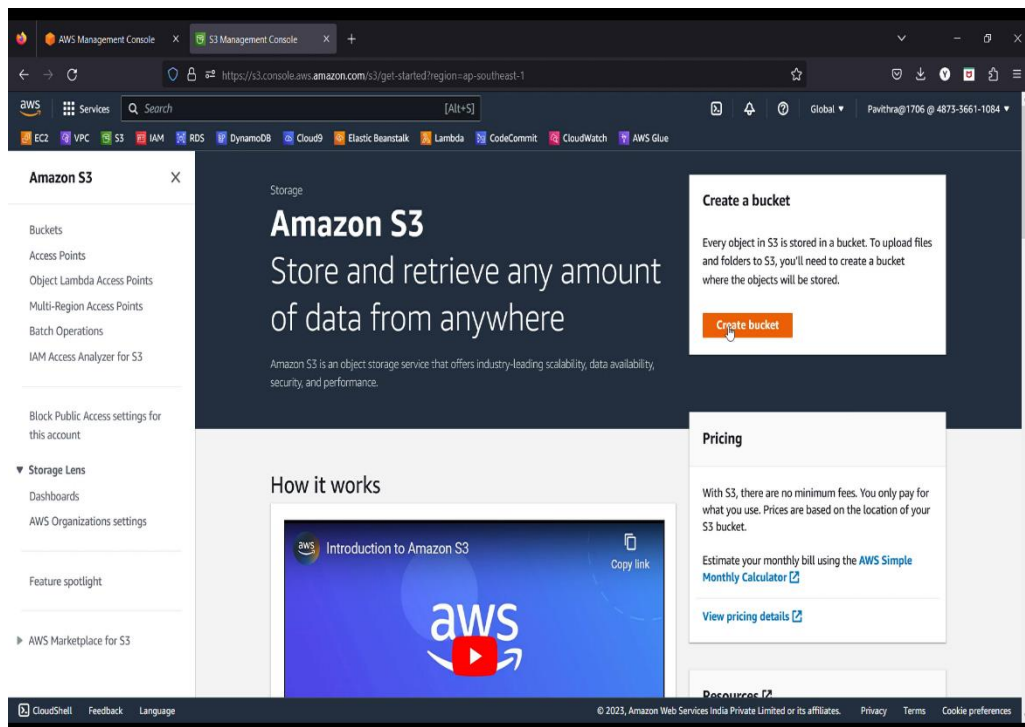 AWS Management Console
S3 Management Console
https://s3.console.aws.amazon.com/s3/get-started?region=ap-southeast-1
aws
Services
Search
[Alt+S]
Global
Pavithra@1706 @ 4873-3661-1084
EC2
VPC
S3
IAM
RDS
DynamoDB
Cloud9
Elastic Beanstalk
Lambda
CodeCommit
CloudWatch
AWS Glue
Amazon S3
Buckets
Access Points
Object Lambda Access Points
Multi-Region Access Points
Batch Operations
IAM Access Analyzer for S3
Block Public Access settings for
this account
Storage Lens
Dashboards
AWS Organizations settings
Feature spotlight
AWS Marketplace for S3
Storage
Amazon S3
Store and retrieve any amount
of data from anywhere
Amazon S3 is an object storage service that offers industry-leading scalability, data availability,
security, and performance.
Create a bucket
Every object in S3 is stored in a bucket. To upload files
and folders to S3, you'll need to create a bucket
where the objects will be stored.
Create bucket
How it works
aws
Introduction to Amazon S3
Copy link
aws
Pricing
With S3, there are no minimum fees. You only pay for
what you use. Prices are based on the location of your
S3 bucket.
Estimate your monthly bill using the AWS Simple
Monthly Calculator
View pricing details
Resources
CloudShell
Feedback
Language
© 2023, Amazon Web Services India Private Limited or its affiliates.
Privacy
Terms
Cookie preferences